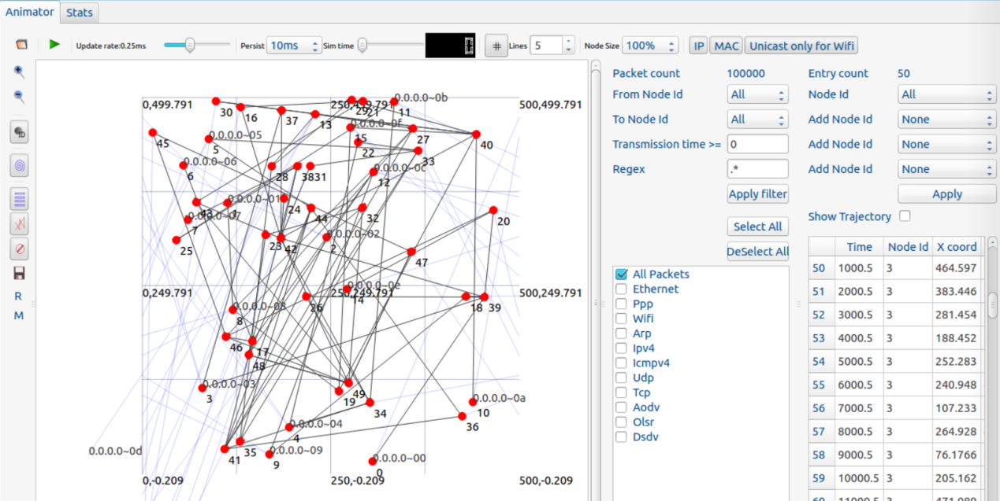 Animator Stats
Update rate:0.25ms Persist 10ms Sim time 0 # Lines 5 Node Size 100% IP MAC Unicast only for Wifi
ID
R
M
0,499.791 250,499.791 500,499.791
30 16 37 13 29 21 11 0.0.0.0~0b
45 0.0.0.0~05 5 0.0.0.0~0f 15 22 27 33 40
0.0.0.0~06 6 28 38 31 0.0.0.0~0c 12
43 0.0.0.0~01 1 24 44 32 20
0.0.0.0~07 7
25 23 42 0.0.0.0~02 2 47
0,249.791 250,249.791 500,249.791
0.0.0.0~0e 14 26 18 39
0.0.0.0~08 8
46 17 48
0.0.0.0~03 3 19 49 34 0.0.0.0~0a 10 36
0.0.0.0~04 4
0.0.0.0~0d 41 35 0.0.0.0~09 9 0.0.0.0~00 0
0,-0.209 250,-0.209 500,-0.209
Packet count 100000
From Node Id All
To Node Id All
Transmission time >= 0
Regex .*
Apply filter
Select All
DeSelect All
All Packets
Ethernet
Ppp
Wifi
Arp
Ipv4
Icmpv4
Udp
Tcp
Aodv
Olsr
Dsdv
Entry count 50
Node Id All
Add Node Id None
Add Node Id None
Add Node Id None
Apply
Show Trajectory
Time Node Id X coord
50 1000.5 3 464.597
51 2000.5 3 383.446
52 3000.5 3 281.454
53 4000.5 3 188.452
54 5000.5 3 252.283
55 6000.5 3 240.948
56 7000.5 3 107.233
57 8000.5 3 264.928
58 9000.5 3 76.1766
59 10000.5 3 205.162
60 11000.5 3 471.089